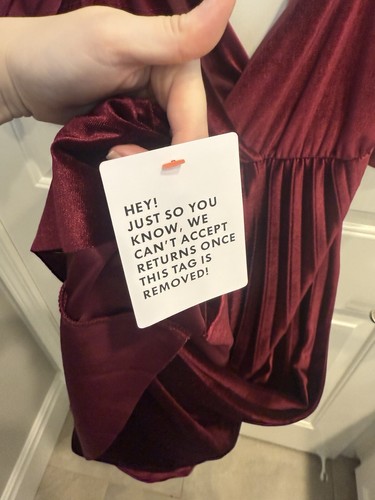 HEY!
JUST SO YOU
KNOW, WE
CAN'T ACCEPT
RETURNS ONCE
THIS TAG IS
REMOVED!